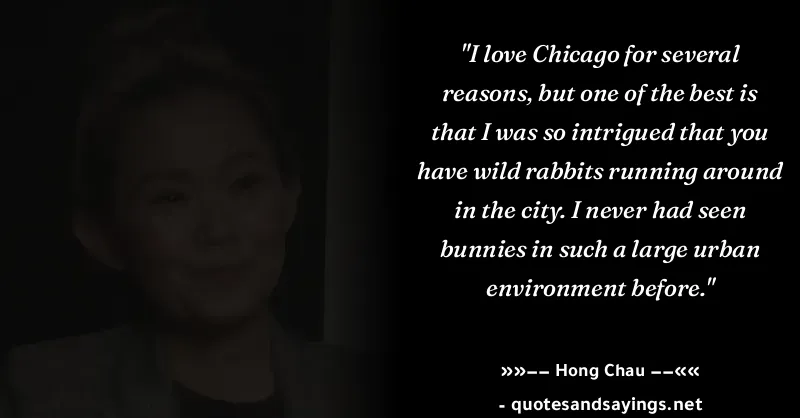 "I love Chicago for several
reasons, but one of the best is
that I was so intrigued that you
have wild rabbits running around
in the city. I never had seen
bunnies in such a large urban
environment before."
»»−− Hong Chau −−««
- quotesandsayings.net